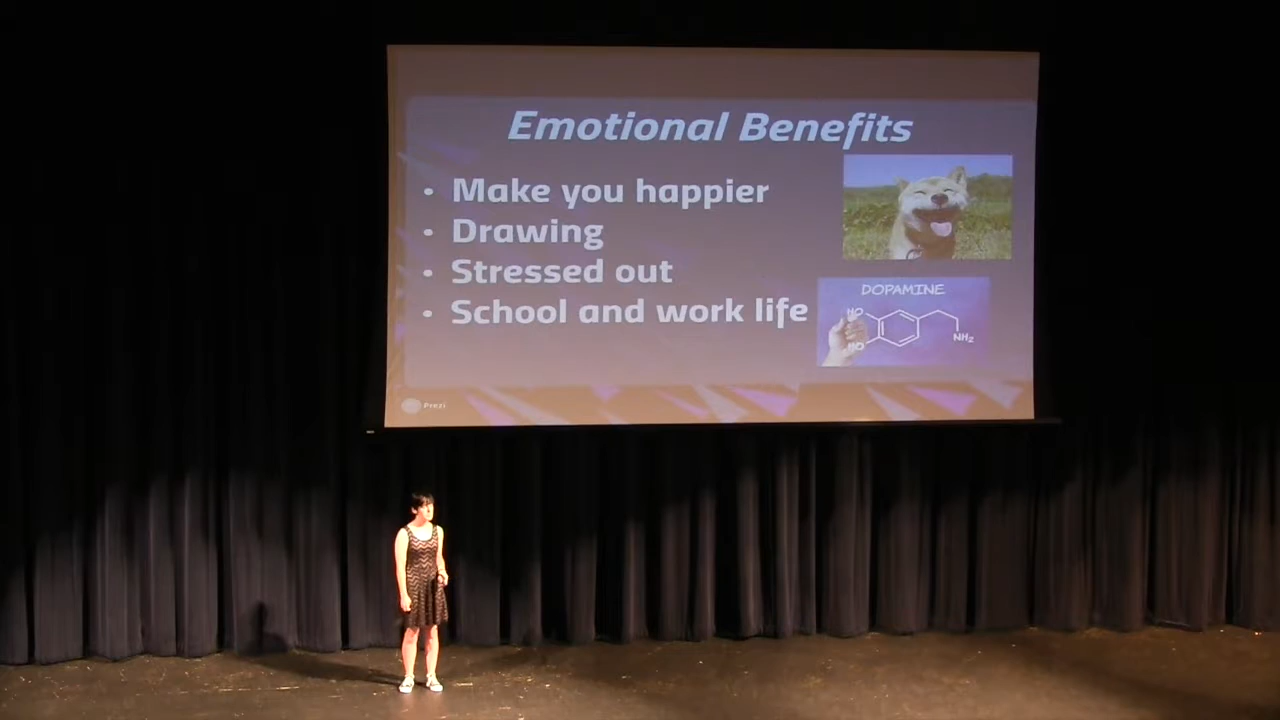 Emotional Benefits
• Make you happier
• Drawing
• Stressed out
• School and work life
DOPAMINE
HO
HO
NH₂
Prezi